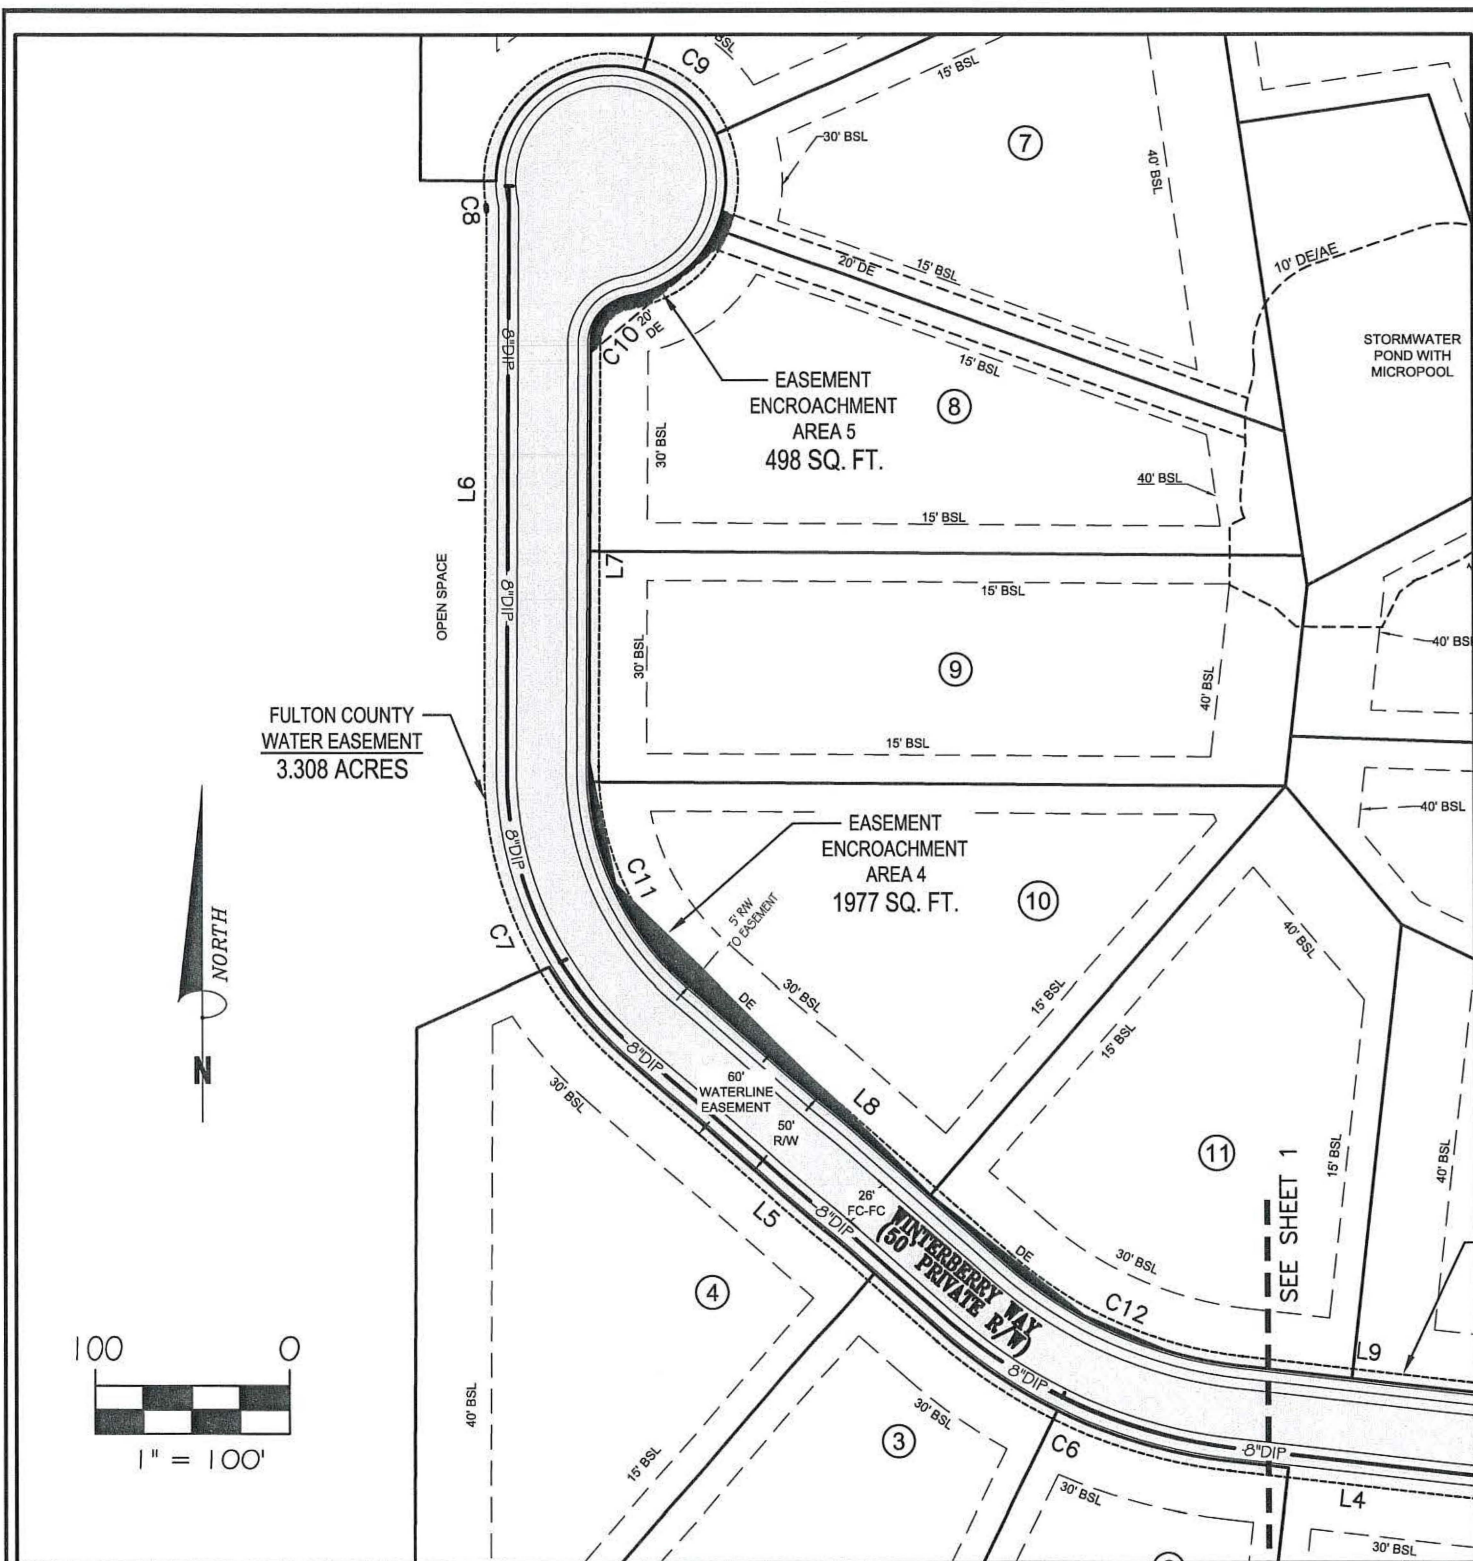 BSL
C9
15' BSL
7
30' BSL
40' BSL
C8
20' DE
15' BSL
10' DE/AE
STORMWATER
POND WITH
MICROPOOL
C10
20'
DE
8"DIP
15' BSL
EASEMENT
ENCROACHMENT
AREA 5
498 SQ. FT.
8
30' BSL
40' BSL
15' BSL
L6
L7
OPEN SPACE
8"DIP
15' BSL
30' BSL
9
40' BSL
40' BSL
15' BSL
FULTON COUNTY
WATER EASEMENT
3.308 ACRES
40' BSL
EASEMENT
ENCROACHMENT
AREA 4
1977 SQ. FT.
8"DIP
C11
10
5' R/W
TO EASEMENT
NORTH
N
C7
40' BSL
DE
30' BSL
15' BSL
15' BSL
8"DIP
30' BSL
60'
WATERLINE
EASEMENT
50'
R/W
L8
11
15' BSL
40' BSL
SEE SHEET 1
L5
26'
FC-FC
8"DIP
WINTERBERRY WAY
(50' PRIVATE R/W)
DE
30' BSL
4
C12
L9
100 0
1" = 100'
8"DIP
40' BSL
30' BSL
3
15' BSL
C6
8"DIP
30' BSL
L4
30' BSL